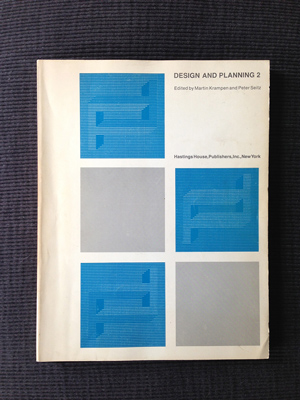 DESIGN AND PLANNING 2
Edited by Martin Krampen and Peter Seitz
Hastings House, Publishers, Inc., New York